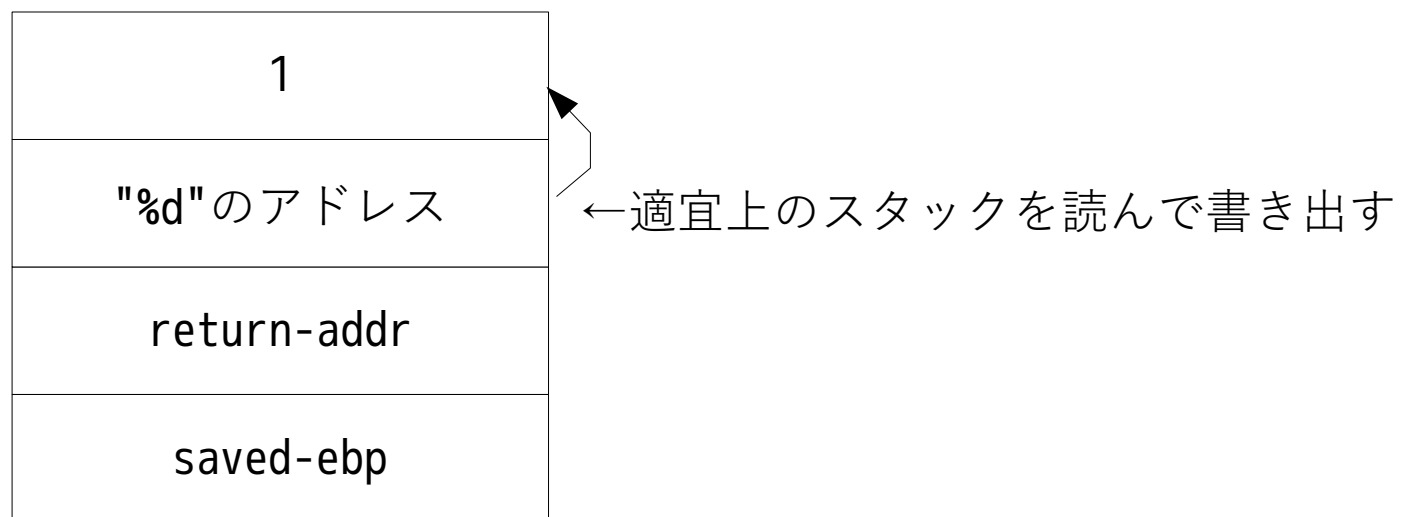 1
"%d"のアドレス
←適宜上のスタックを読んで書き出す
return-addr
saved-ebp